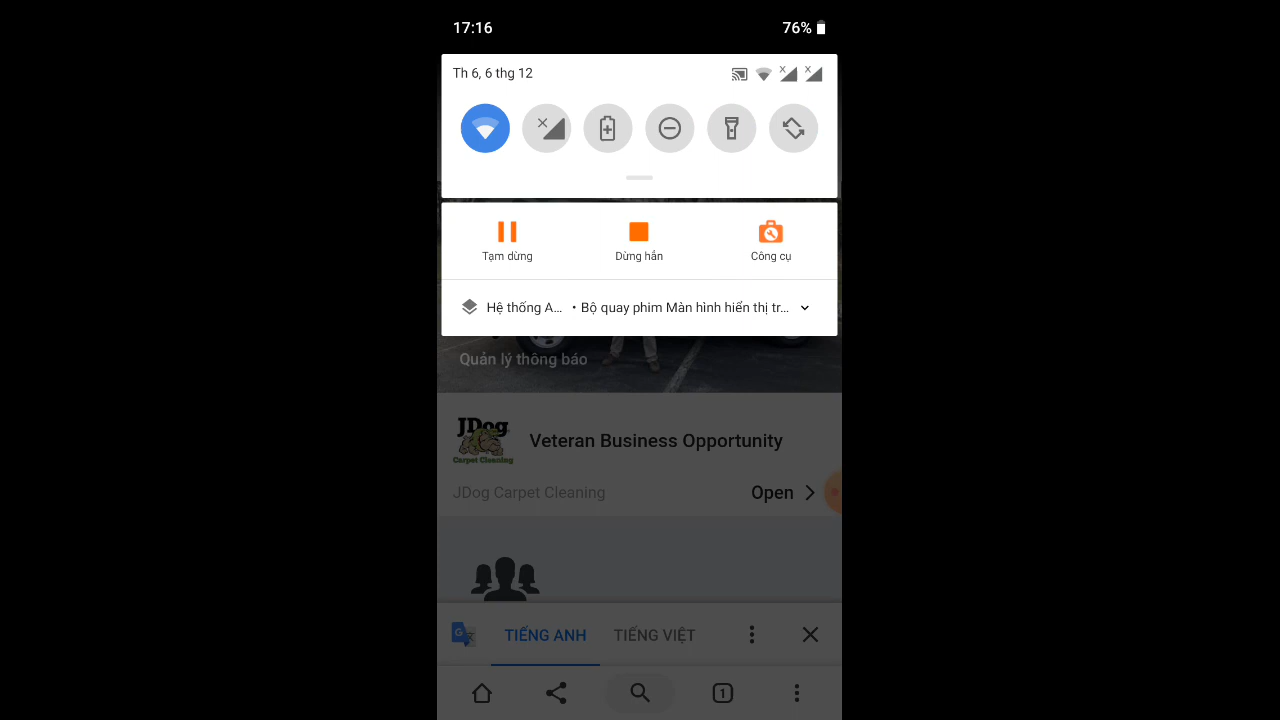 17:16
76%
Th 6, 6 thg 12
Tạm dừng
Dừng hẳn
Công cụ
Hệ thống A... • Bộ quay phim Màn hình hiển thị tr...
Quản lý thông báo
JDog
Carpet Cleaning
Veteran Business Opportunity
JDog Carpet Cleaning
Open
TIẾNG ANH
TIẾNG VIỆT
1